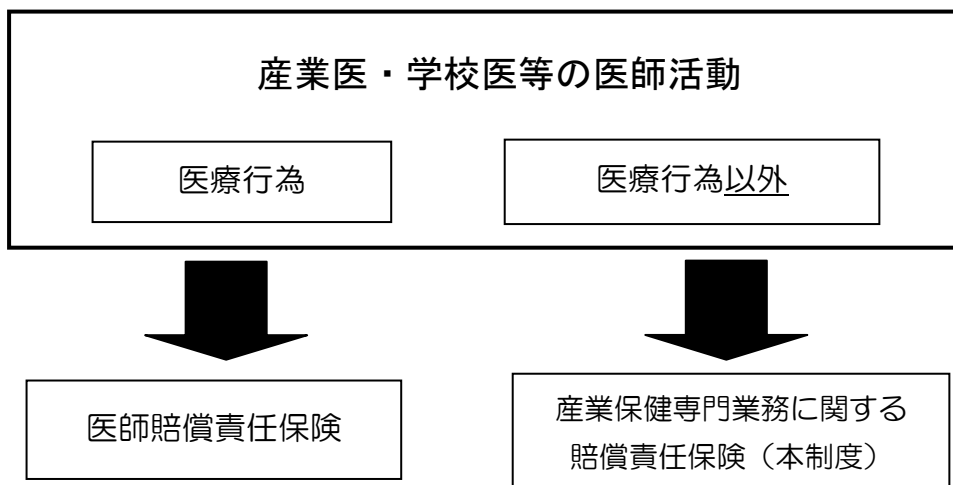 産業医・学校医等の医師活動
医療行為
医療行為以外
医師賠償責任保険
産業保健専門業務に関する
賠償責任保険（本制度）